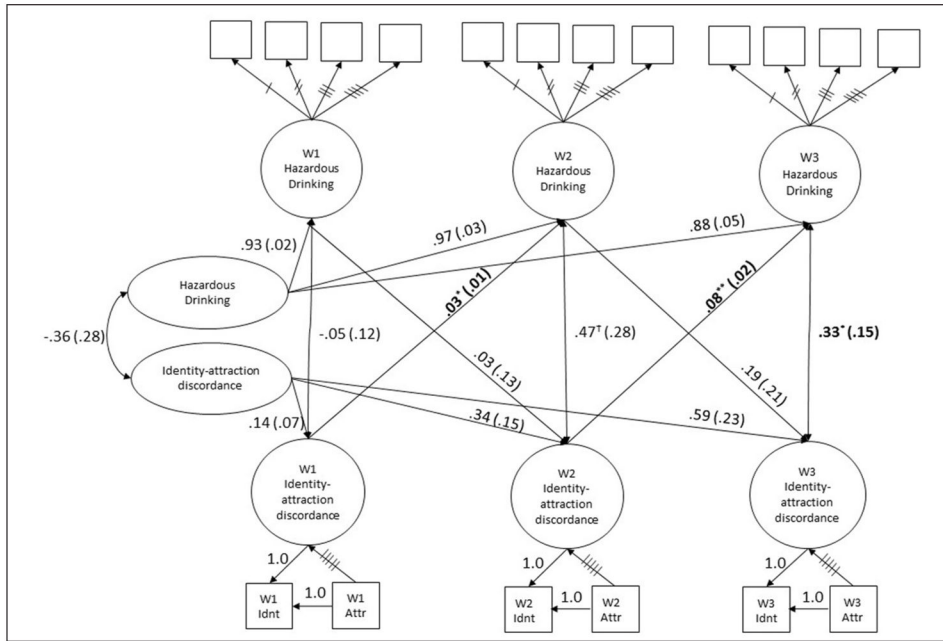 W1
Hazardous
Drinking
W2
Hazardous
Drinking
W3
Hazardous
Drinking
.93 (.02)
.97 (.03)
.88 (.05)
Hazardous
Drinking
-.36 (.28)
Identity-attraction
discordance
-.05 (.12)
.03* (.01)
.47† (.28)
.08** (.02)
.33* (.15)
.03 (.13)
.19 (.21)
.14 (.07)
.34 (.15)
.59 (.23)
W1
Identity-
attraction
discordance
W2
Identity-
attraction
discordance
W3
Identity-
attraction
discordance
1.0
1.0
1.0
1.0
1.0
1.0
W1
Idnt
W1
Attr
W2
Idnt
W2
Attr
W3
Idnt
W3
Attr